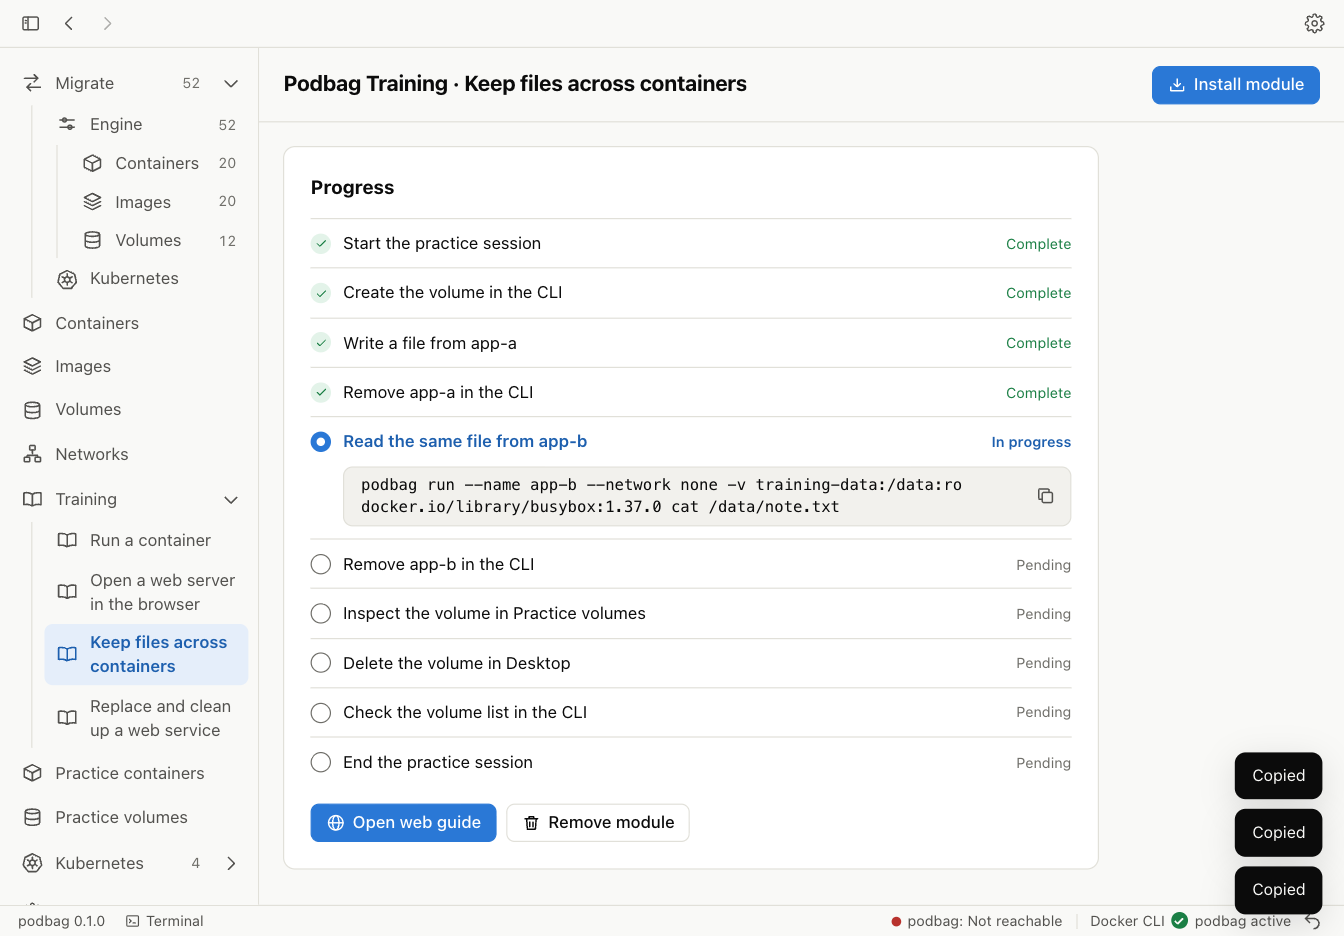 Migrate 52
Engine 52
Containers 20
Images 20
Volumes 12
Kubernetes
Containers
Images
Volumes
Networks
Training
Run a container
Open a web server
in the browser
Keep files across
containers
Replace and clean
up a web service
Practice containers
Practice volumes
Kubernetes 4
Podbag Training · Keep files across containers
Install module
Progress
Start the practice session Complete
Create the volume in the CLI Complete
Write a file from app-a Complete
Remove app-a in the CLI Complete
Read the same file from app-b In progress
podbag run --name app-b --network none -v training-data:/data:ro
docker.io/library/busybox:1.37.0 cat /data/note.txt
Remove app-b in the CLI Pending
Inspect the volume in Practice volumes Pending
Delete the volume in Desktop Pending
Check the volume list in the CLI Pending
End the practice session Pending
Open web guide
Remove module
Copied
Copied
Copied
podbag 0.1.0 Terminal podbag: Not reachable Docker CLI podbag active